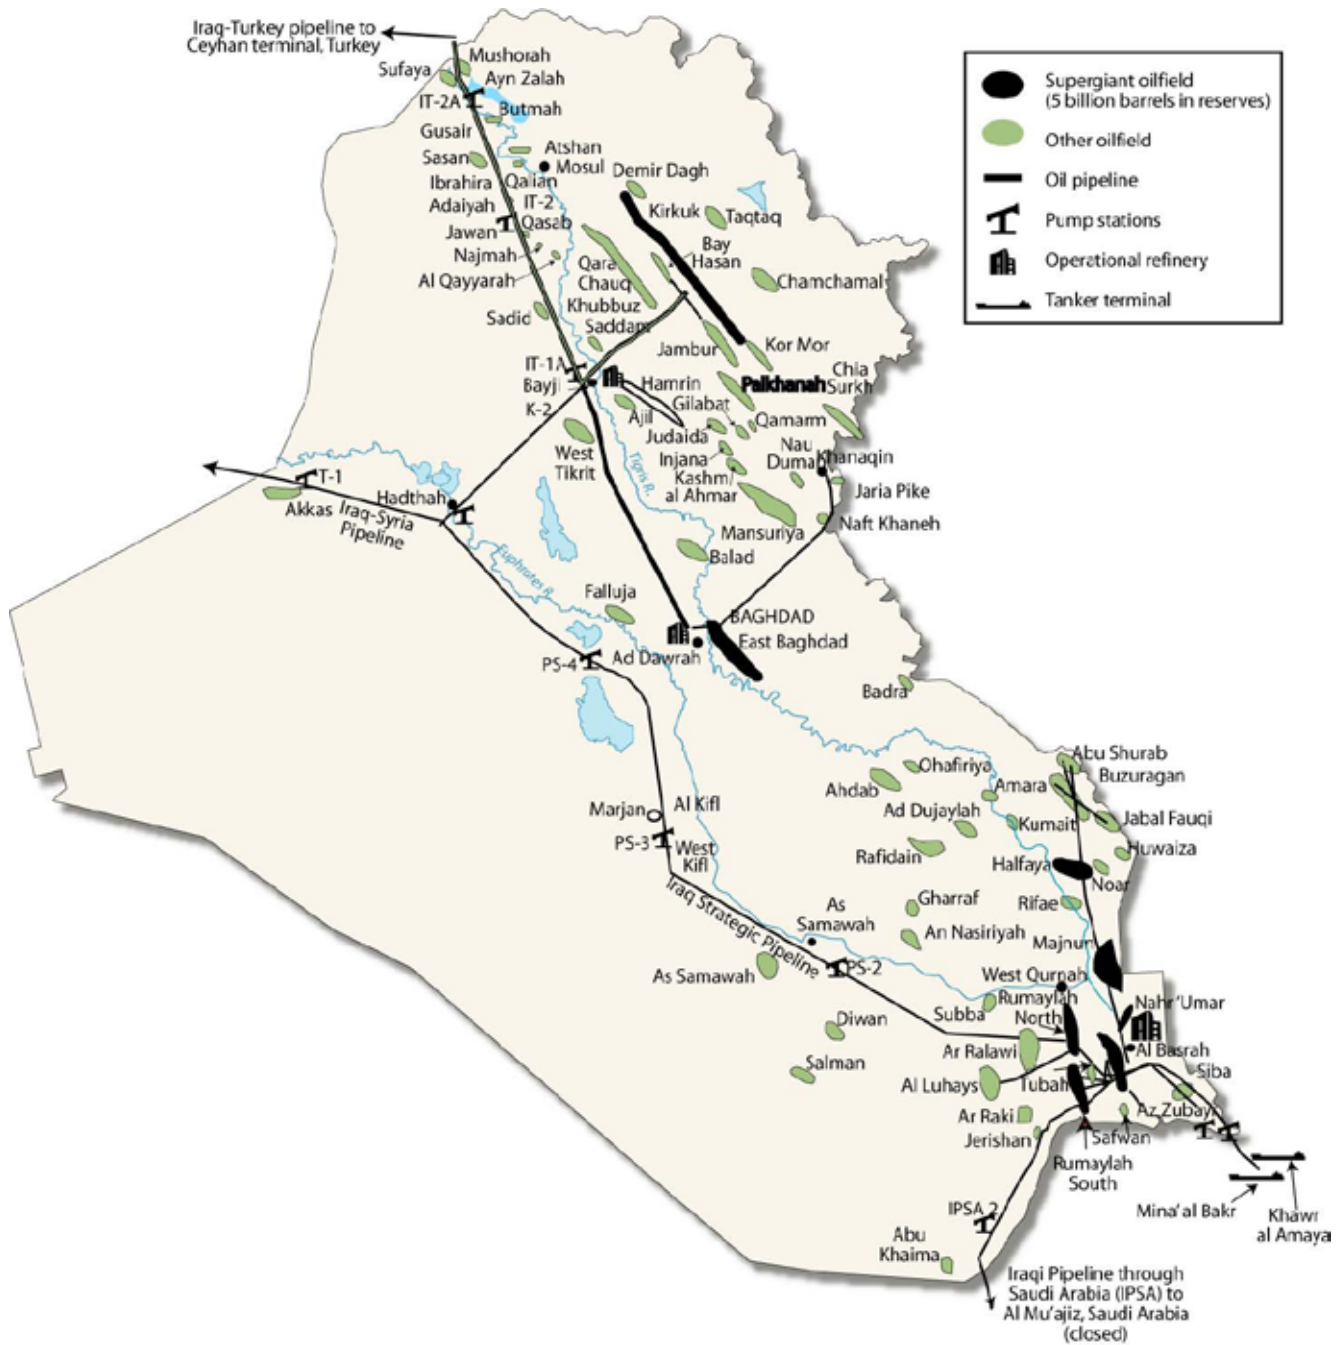 Iraq-Turkey pipeline to
Ceyhan terminal, Turkey
Mushorah
Sufaya
Ayn Zalah
IT-2A
Butmah
Gusair
Atshan
Sasan
Mosul
Ibrahira
Qalian
Demir Dagh
Adaiyah
IT-2
Kirkuk
Taqtaq
Jawan
Qasab
Najmah
Bay
Hasan
Al Qayyarah
Qara
Chauq
Chamchamal
Khubbuz
Sadid
Saddam
Jambur
Kor Mor
IT-1A
Chia
Surkh
Bayji
Hamrin
Palkhanah
K-2
Ajil
Gilabat
Qamarm
Judaida
West
Tikrit
Tigris R.
Injana
Nau
Duman
Khanaqin
Kashm/
al Ahmar
Jaria Pike
T-1
Akkas
Hadthah
Iraq-Syria
Pipeline
Mansuriya
Naft Khaneh
Balad
Euphrates R.
Falluja
BAGHDAD
East Baghdad
PS-4
Ad Dawrah
Badra
Abu Shurab
Ohafiriya
Buzuragan
Ahdab
Amara
Marjan
Al Kifl
Ad Dujaylah
Kumait
Jabal Fauqi
PS-3
West
Kifl
Rafidain
Huwaiza
Halfaya
Noar
Iraq Strategic Pipeline
As
Samawah
Gharraf
Rifae
An Nasiriyah
Majnun
As Samawah
PS-2
West Qurnah
Subba
Rumaylah
North
Nahr 'Umar
Diwan
Ar Ralawi
Al Basrah
Salman
Al Luhays
Tubah
Siba
Ar Raki
Az Zubayr
Jerishan
Safwan
Rumaylah
South
IPSA 2
Mina' al Bakr
Khawr
al Amaya
Abu
Khaima
Iraqi Pipeline through
Saudi Arabia (IPSA) to
Al Mu'ajiz, Saudi Arabia
(closed)
Supergiant oilfield
(5 billion barrels in reserves)
Other oilfield
Oil pipeline
Pump stations
Operational refinery
Tanker terminal